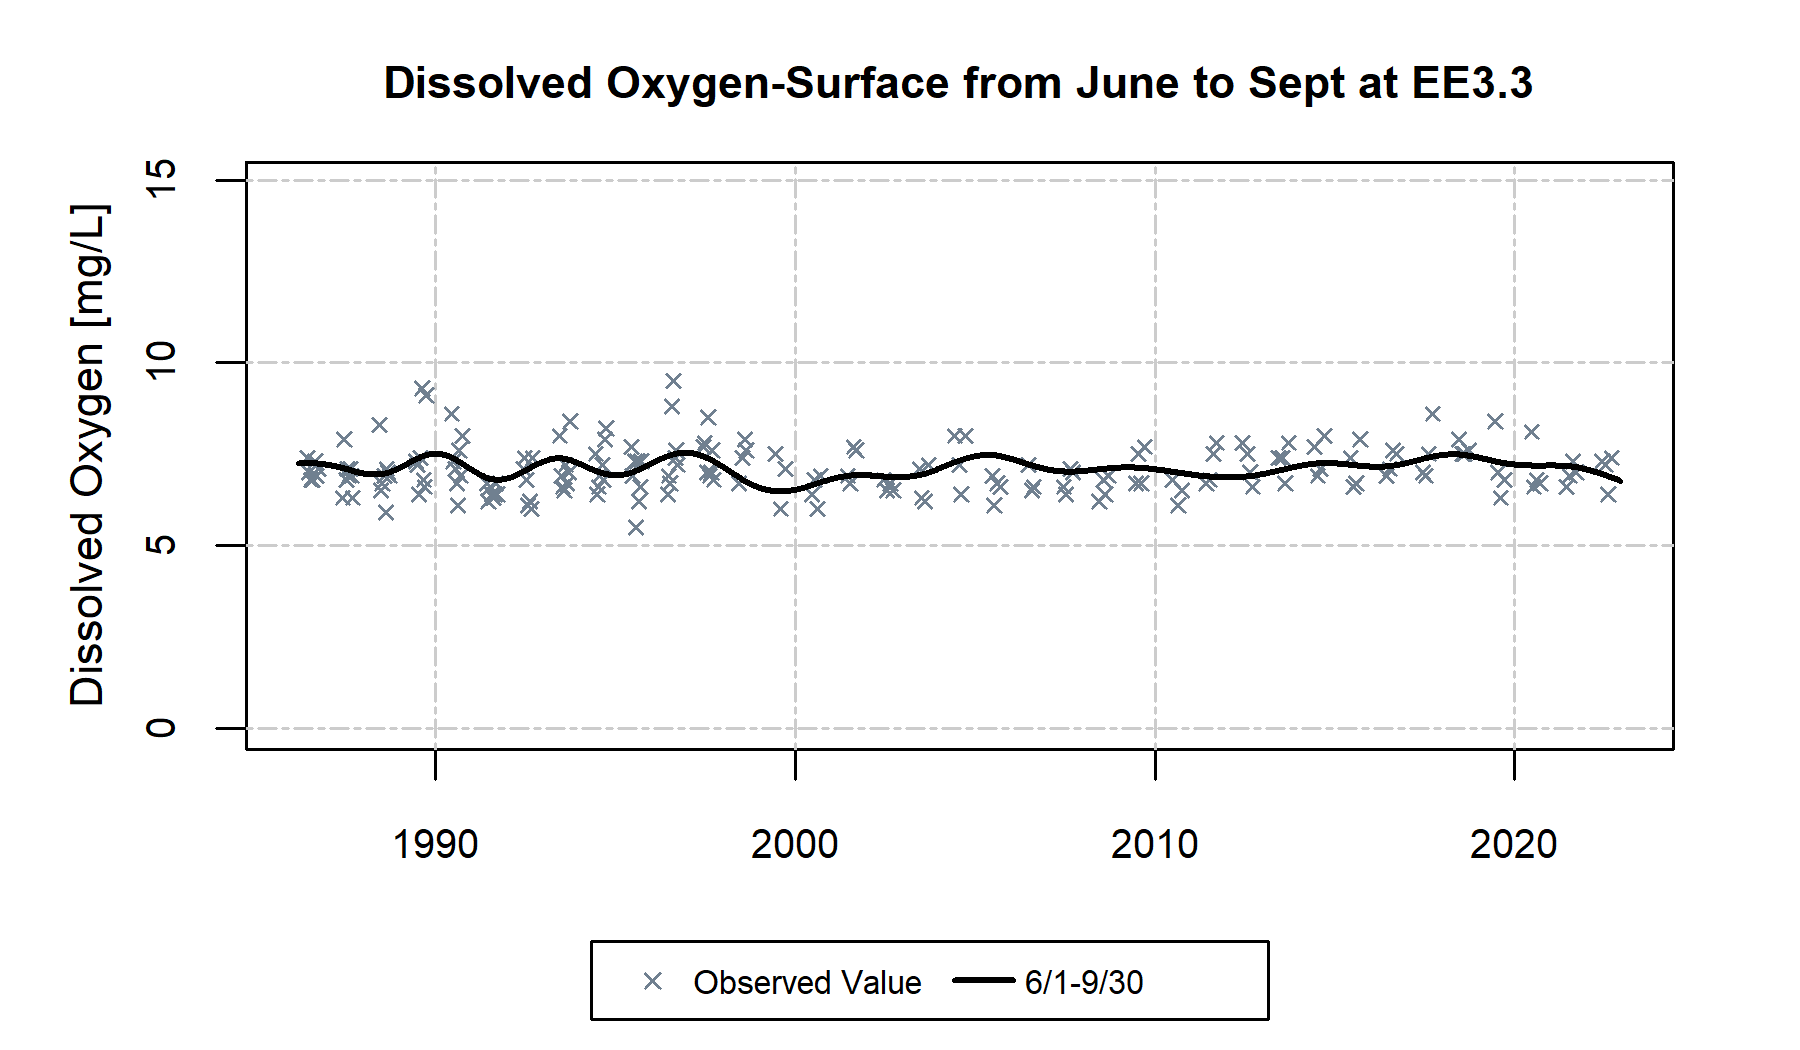 Dissolved Oxygen-Surface from June to Sept at EE3.3
Dissolved Oxygen [mg/L]
15
10
5
0
1990 2000 2010 2020
Observed Value 6/1-9/30